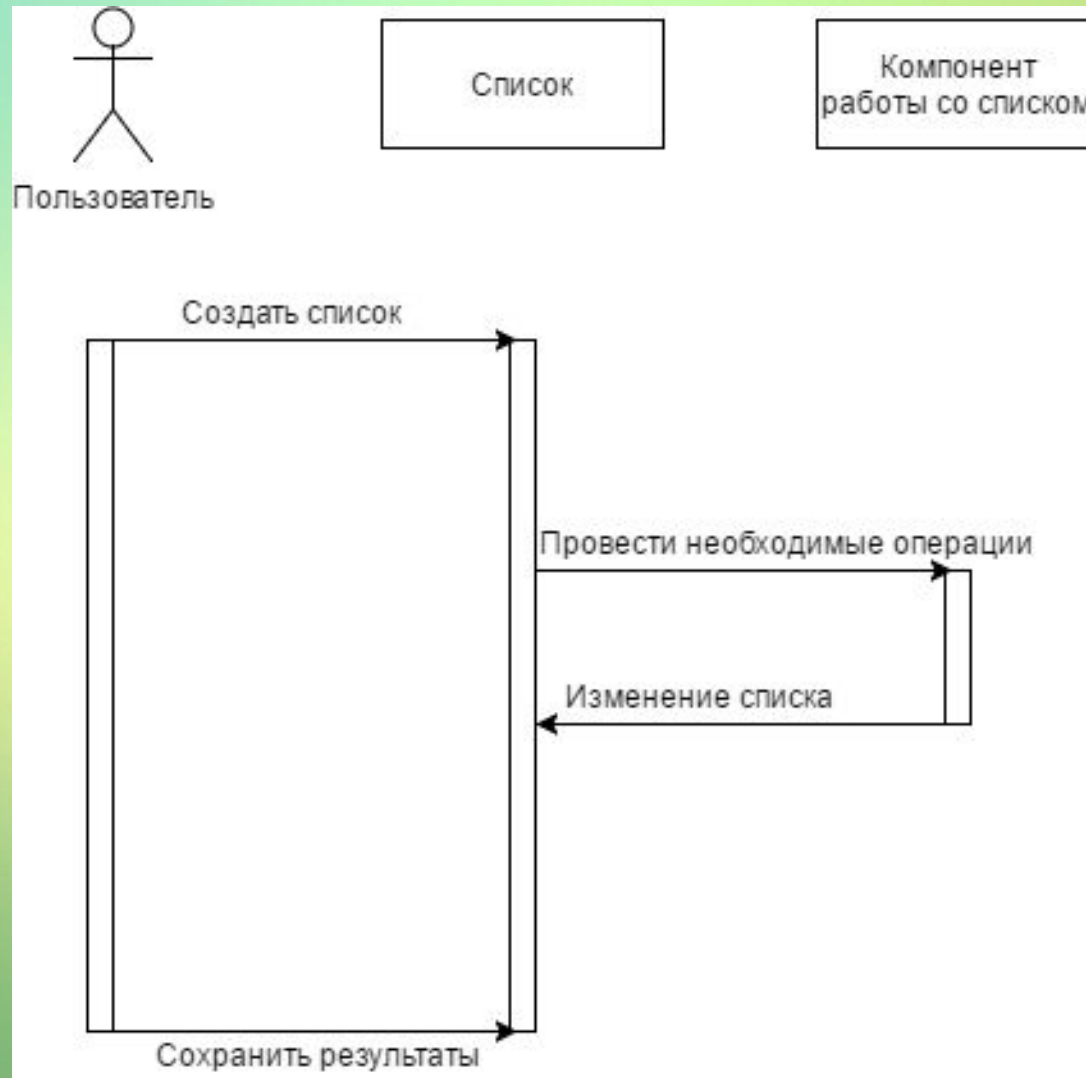 Список
Компонент
работы со списком
Пользователь
Создать список
Провести необходимые операции
Изменение списка
Сохранить результаты